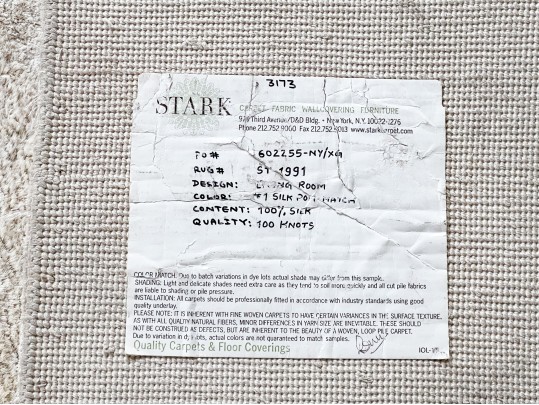 3173
STARK CARPET FABRIC WALLCOVERING FURNITURE
979 Third Avenue/D&D Bldg. • New York, N.Y. 10022-1276
Phone 212.752.9000 Fax 212.752.9013 www.starkcarpet.com
PO# 602255-NY/XG
RUG# ST 1991
DESIGN: LIVING ROOM
COLOR: #1 SILK POM MATCH
CONTENT: 100% SILK
QUALITY: 100 KNOTS
COLOR MATCH: Due to batch variations in dye lots actual shade may differ from this sample.
SHADING: Light and delicate shades need extra care as they tend to soil more quickly and all cut pile fabrics
are liable to shading or pile pressure.
INSTALLATION: All carpets should be professionally fitted in accordance with industry standards using good
quality underlay.
PLEASE NOTE: IT IS INHERENT WITH FINE WOVEN CARPETS TO HAVE CERTAIN VARIANCES IN THE SURFACE TEXTURE.
AS WITH ALL QUALITY NATURAL FIBERS, MINOR DIFFERENCES IN YARN SIZE ARE INEVITABLE. THESE SHOULD
NOT BE CONSTRUED AS DEFECTS, BUT ARE INHERENT TO THE BEAUTY OF A WOVEN, LOOP PILE CARPET.
Due to variation in dye lots, actual colors are not guaranteed to match samples.
Quality Carpets & Floor Coverings